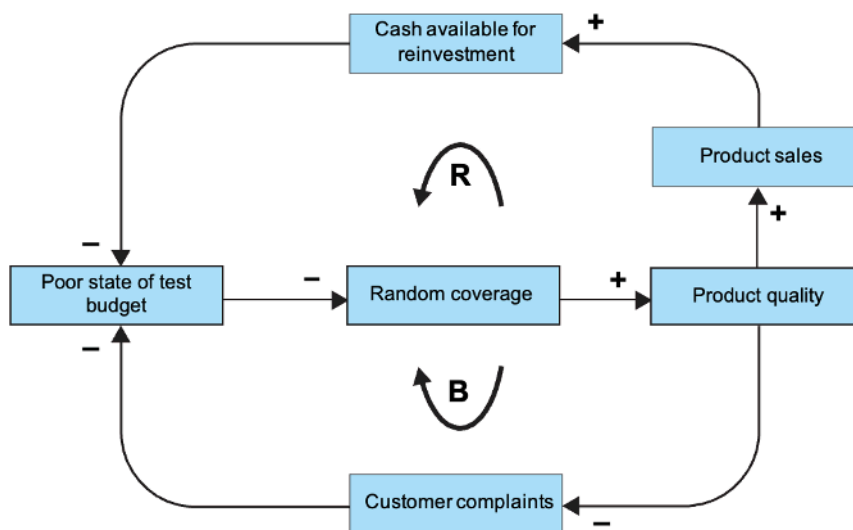 Cash available for
reinvestment
+
Product sales
R
+
–
Poor state of test
budget
–
Random coverage
+
Product quality
–
B
Customer complaints
–